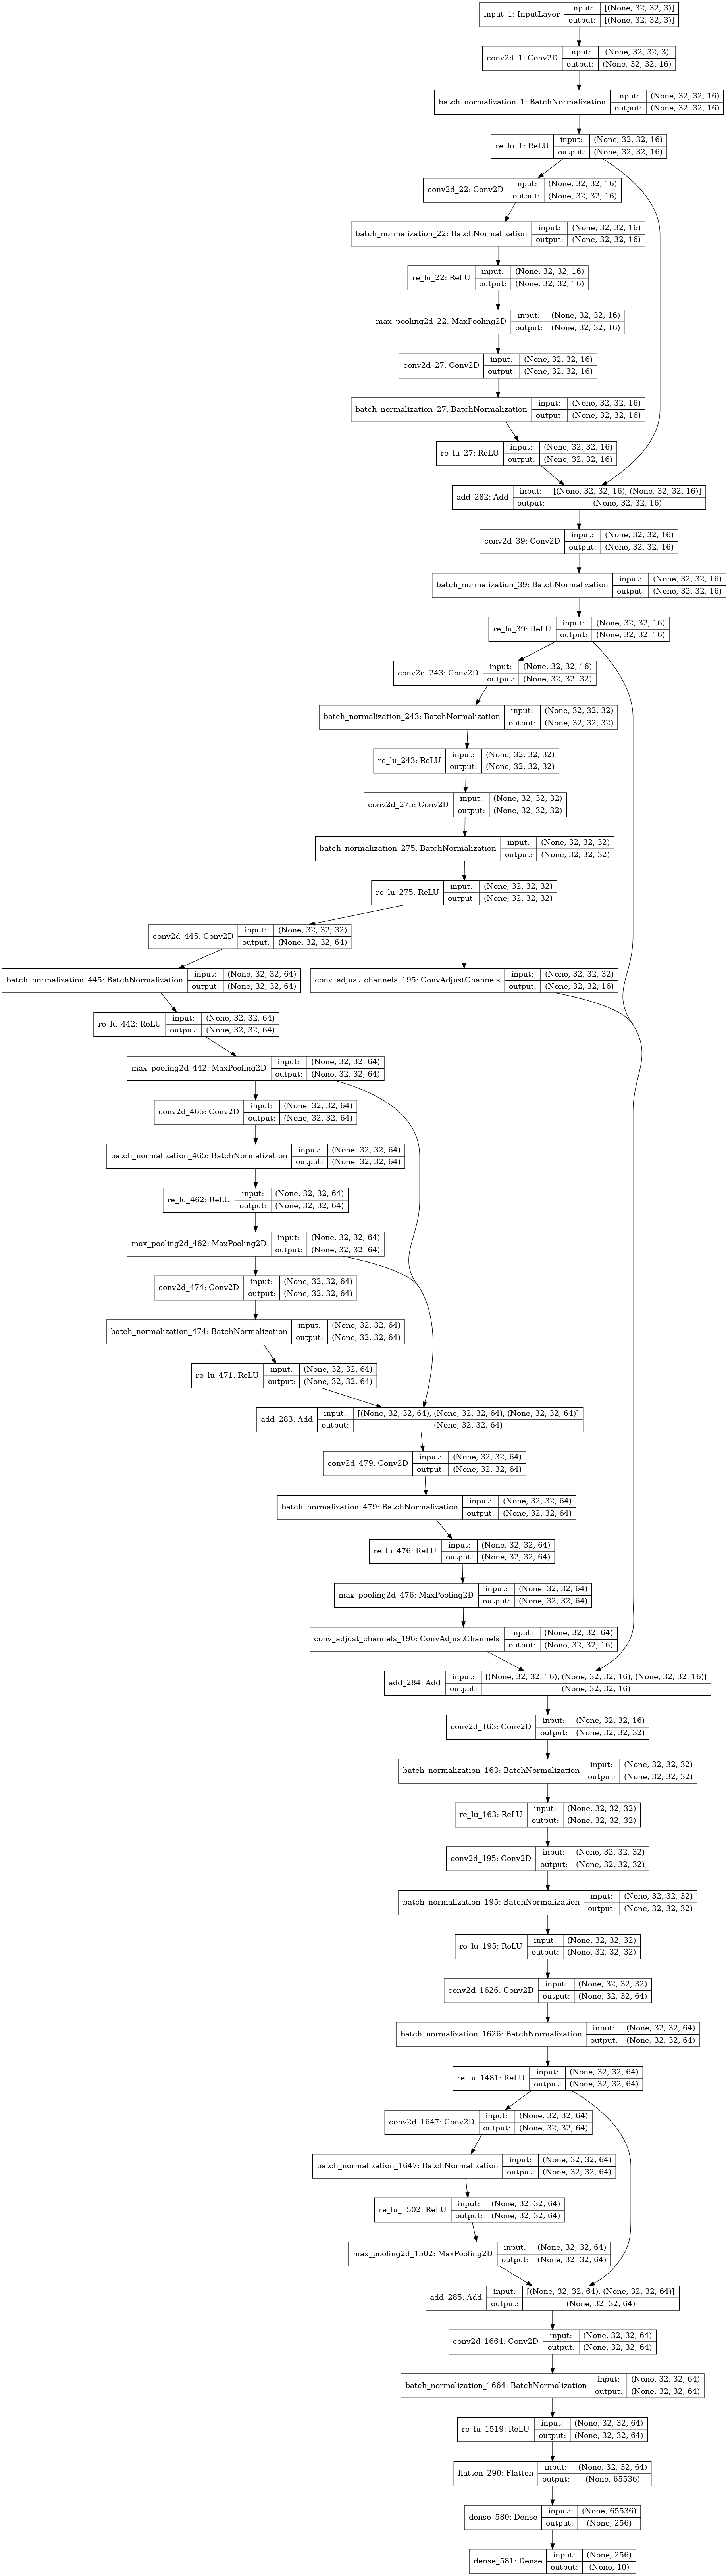 input_1: InputLayer input: [(None, 32, 32, 3)]
output: [(None, 32, 32, 3)]
conv2d_1: Conv2D input: (None, 32, 32, 3)
output: (None, 32, 32, 16)
batch_normalization_1: BatchNormalization input: (None, 32, 32, 16)
output: (None, 32, 32, 16)
re_lu_1: ReLU input: (None, 32, 32, 16)
output: (None, 32, 32, 16)
conv2d_22: Conv2D input: (None, 32, 32, 16)
output: (None, 32, 32, 16)
batch_normalization_22: BatchNormalization input: (None, 32, 32, 16)
output: (None, 32, 32, 16)
re_lu_22: ReLU input: (None, 32, 32, 16)
output: (None, 32, 32, 16)
max_pooling2d_22: MaxPooling2D input: (None, 32, 32, 16)
output: (None, 32, 32, 16)
conv2d_27: Conv2D input: (None, 32, 32, 16)
output: (None, 32, 32, 16)
batch_normalization_27: BatchNormalization input: (None, 32, 32, 16)
output: (None, 32, 32, 16)
re_lu_27: ReLU input: (None, 32, 32, 16)
output: (None, 32, 32, 16)
add_282: Add input: [(None, 32, 32, 16), (None, 32, 32, 16)]
output: (None, 32, 32, 16)
conv2d_39: Conv2D input: (None, 32, 32, 16)
output: (None, 32, 32, 16)
batch_normalization_39: BatchNormalization input: (None, 32, 32, 16)
output: (None, 32, 32, 16)
re_lu_39: ReLU input: (None, 32, 32, 16)
output: (None, 32, 32, 16)
conv2d_243: Conv2D input: (None, 32, 32, 16)
output: (None, 32, 32, 32)
batch_normalization_243: BatchNormalization input: (None, 32, 32, 32)
output: (None, 32, 32, 32)
re_lu_243: ReLU input: (None, 32, 32, 32)
output: (None, 32, 32, 32)
conv2d_275: Conv2D input: (None, 32, 32, 32)
output: (None, 32, 32, 32)
batch_normalization_275: BatchNormalization input: (None, 32, 32, 32)
output: (None, 32, 32, 32)
re_lu_275: ReLU input: (None, 32, 32, 32)
output: (None, 32, 32, 32)
conv2d_445: Conv2D input: (None, 32, 32, 32)
output: (None, 32, 32, 64)
batch_normalization_445: BatchNormalization input: (None, 32, 32, 64)
output: (None, 32, 32, 64)
conv_adjust_channels_195: ConvAdjustChannels input: (None, 32, 32, 32)
output: (None, 32, 32, 16)
re_lu_442: ReLU input: (None, 32, 32, 64)
output: (None, 32, 32, 64)
max_pooling2d_442: MaxPooling2D input: (None, 32, 32, 64)
output: (None, 32, 32, 64)
conv2d_465: Conv2D input: (None, 32, 32, 64)
output: (None, 32, 32, 64)
batch_normalization_465: BatchNormalization input: (None, 32, 32, 64)
output: (None, 32, 32, 64)
re_lu_462: ReLU input: (None, 32, 32, 64)
output: (None, 32, 32, 64)
max_pooling2d_462: MaxPooling2D input: (None, 32, 32, 64)
output: (None, 32, 32, 64)
conv2d_474: Conv2D input: (None, 32, 32, 64)
output: (None, 32, 32, 64)
batch_normalization_474: BatchNormalization input: (None, 32, 32, 64)
output: (None, 32, 32, 64)
re_lu_471: ReLU input: (None, 32, 32, 64)
output: (None, 32, 32, 64)
add_283: Add input: [(None, 32, 32, 64), (None, 32, 32, 64), (None, 32, 32, 64)]
output: (None, 32, 32, 64)
conv2d_479: Conv2D input: (None, 32, 32, 64)
output: (None, 32, 32, 64)
batch_normalization_479: BatchNormalization input: (None, 32, 32, 64)
output: (None, 32, 32, 64)
re_lu_476: ReLU input: (None, 32, 32, 64)
output: (None, 32, 32, 64)
max_pooling2d_476: MaxPooling2D input: (None, 32, 32, 64)
output: (None, 32, 32, 64)
conv_adjust_channels_196: ConvAdjustChannels input: (None, 32, 32, 64)
output: (None, 32, 32, 16)
add_284: Add input: [(None, 32, 32, 16), (None, 32, 32, 16), (None, 32, 32, 16)]
output: (None, 32, 32, 16)
conv2d_163: Conv2D input: (None, 32, 32, 16)
output: (None, 32, 32, 32)
batch_normalization_163: BatchNormalization input: (None, 32, 32, 32)
output: (None, 32, 32, 32)
re_lu_163: ReLU input: (None, 32, 32, 32)
output: (None, 32, 32, 32)
conv2d_195: Conv2D input: (None, 32, 32, 32)
output: (None, 32, 32, 32)
batch_normalization_195: BatchNormalization input: (None, 32, 32, 32)
output: (None, 32, 32, 32)
re_lu_195: ReLU input: (None, 32, 32, 32)
output: (None, 32, 32, 32)
conv2d_1626: Conv2D input: (None, 32, 32, 32)
output: (None, 32, 32, 64)
batch_normalization_1626: BatchNormalization input: (None, 32, 32, 64)
output: (None, 32, 32, 64)
re_lu_1481: ReLU input: (None, 32, 32, 64)
output: (None, 32, 32, 64)
conv2d_1647: Conv2D input: (None, 32, 32, 64)
output: (None, 32, 32, 64)
batch_normalization_1647: BatchNormalization input: (None, 32, 32, 64)
output: (None, 32, 32, 64)
re_lu_1502: ReLU input: (None, 32, 32, 64)
output: (None, 32, 32, 64)
max_pooling2d_1502: MaxPooling2D input: (None, 32, 32, 64)
output: (None, 32, 32, 64)
add_285: Add input: [(None, 32, 32, 64), (None, 32, 32, 64)]
output: (None, 32, 32, 64)
conv2d_1664: Conv2D input: (None, 32, 32, 64)
output: (None, 32, 32, 64)
batch_normalization_1664: BatchNormalization input: (None, 32, 32, 64)
output: (None, 32, 32, 64)
re_lu_1519: ReLU input: (None, 32, 32, 64)
output: (None, 32, 32, 64)
flatten_290: Flatten input: (None, 32, 32, 64)
output: (None, 65536)
dense_580: Dense input: (None, 65536)
output: (None, 256)
dense_581: Dense input: (None, 256)
output: (None, 10)